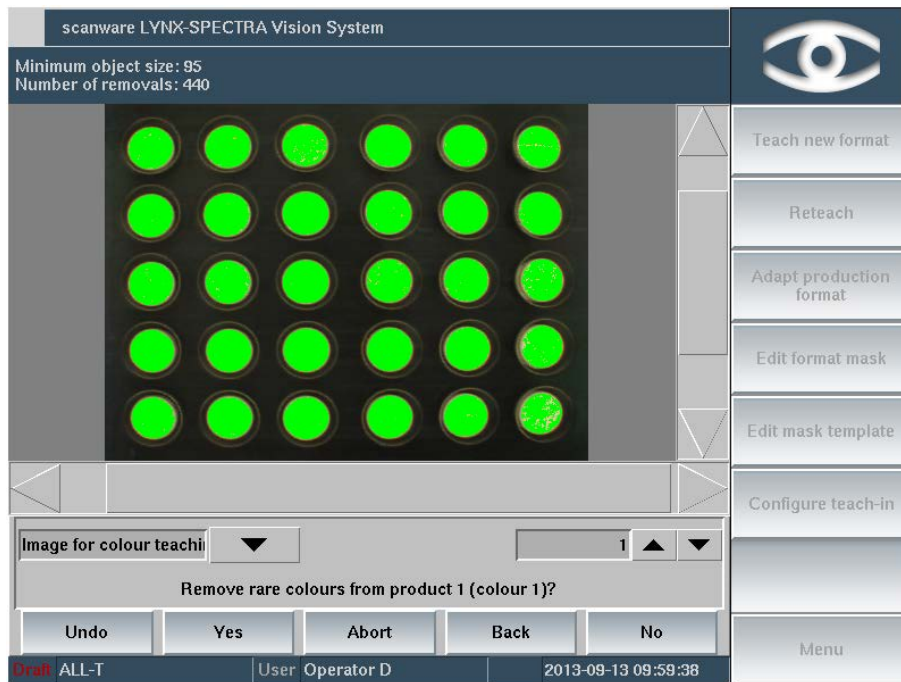 scanware LYNX-SPECTRA Vision System
Minimum object size: 95
Number of removals: 440
Teach new format
Reteach
Adapt production
format
Edit format mask
Edit mask template
Configure teach-in
Image for colour teachi
1
Remove rare colours from product 1 (colour 1)?
Undo Yes Abort Back No
Menu
Draft ALL-T User Operator D 2013-09-13 09:59:38